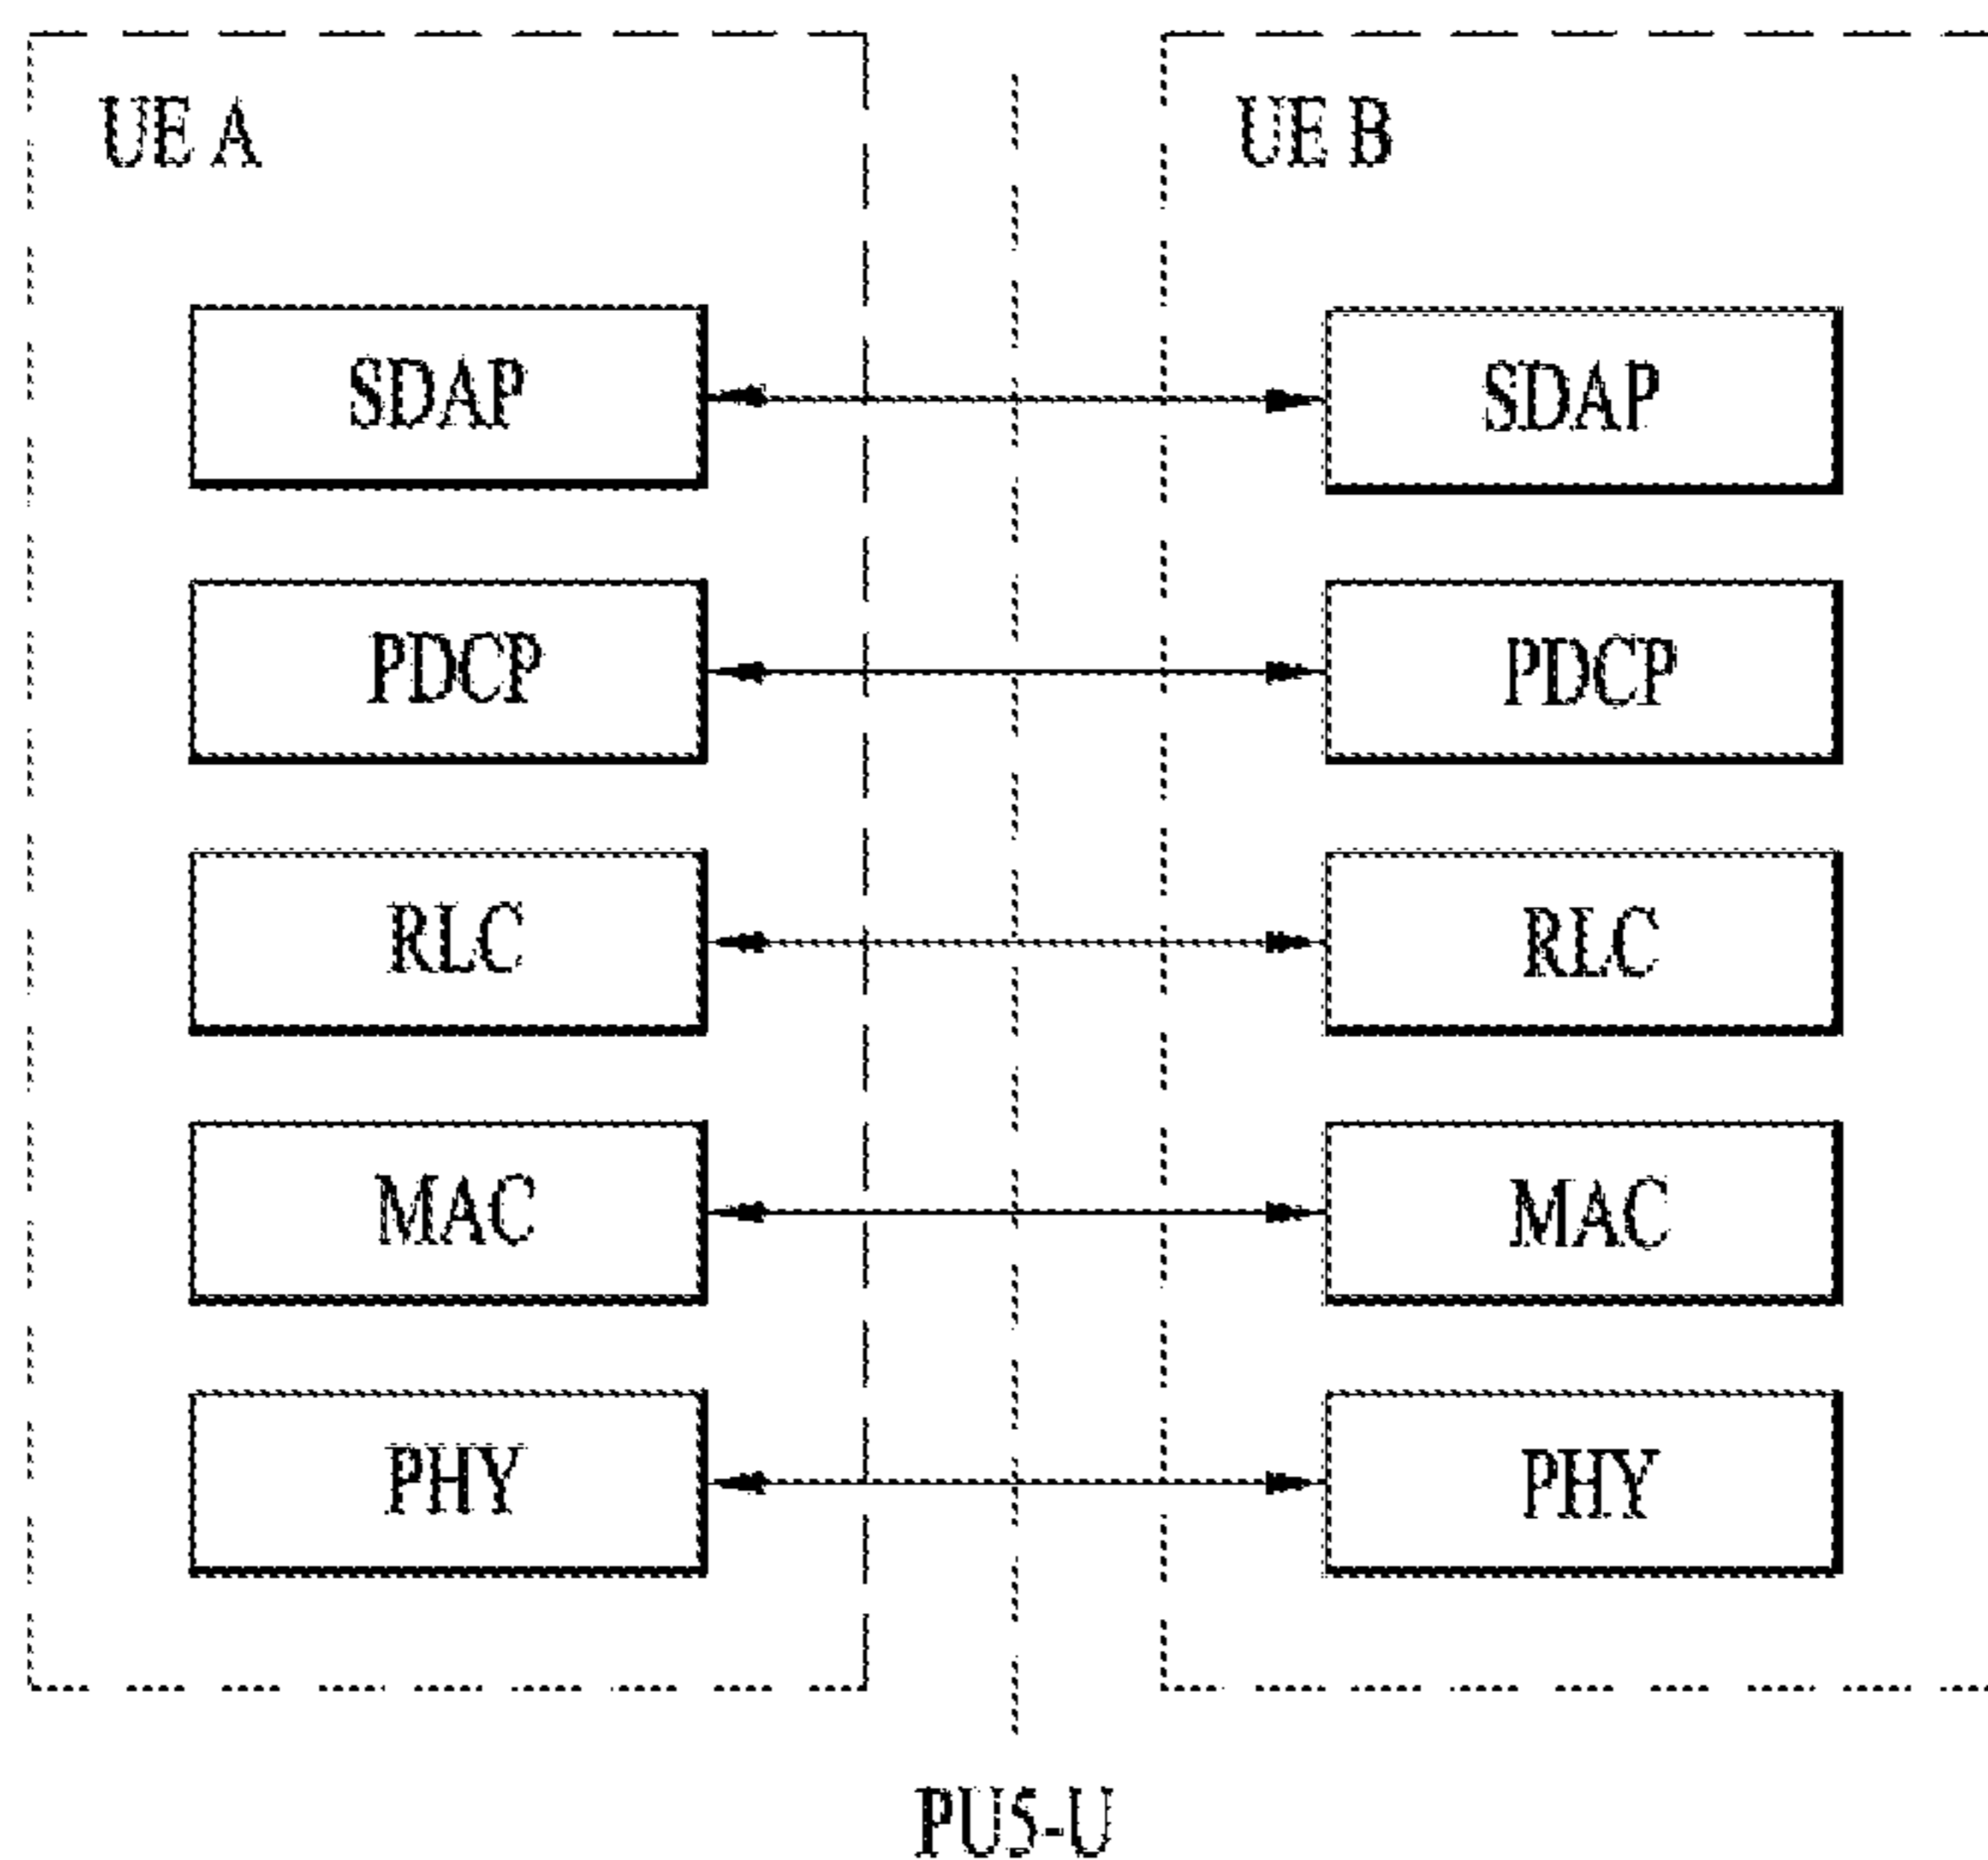 UE A
UE B
SDAP
SDAP
PDCP
PDCP
RLC
RLC
MAC
MAC
PHY
PHY
PU5-U